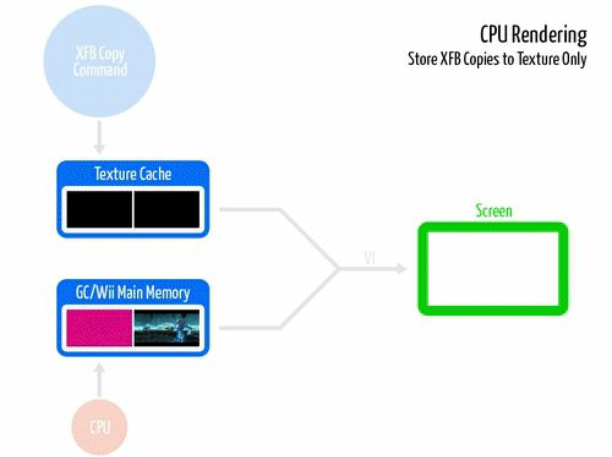 CPU Rendering
Store XFB Copies to Texture Only
XFB Copy
Command
Texture Cache
Screen
VI
GC/Wii Main Memory
CPU